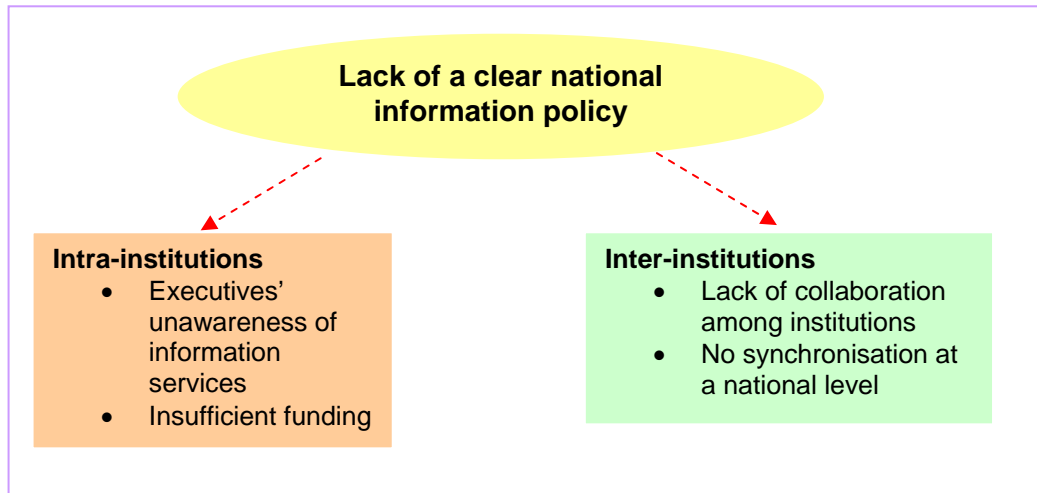 Lack of a clear national
information policy
Intra-institutions
• Executives’
unawareness of
information
services
• Insufficient funding
Inter-institutions
• Lack of collaboration
among institutions
• No synchronisation at
a national level